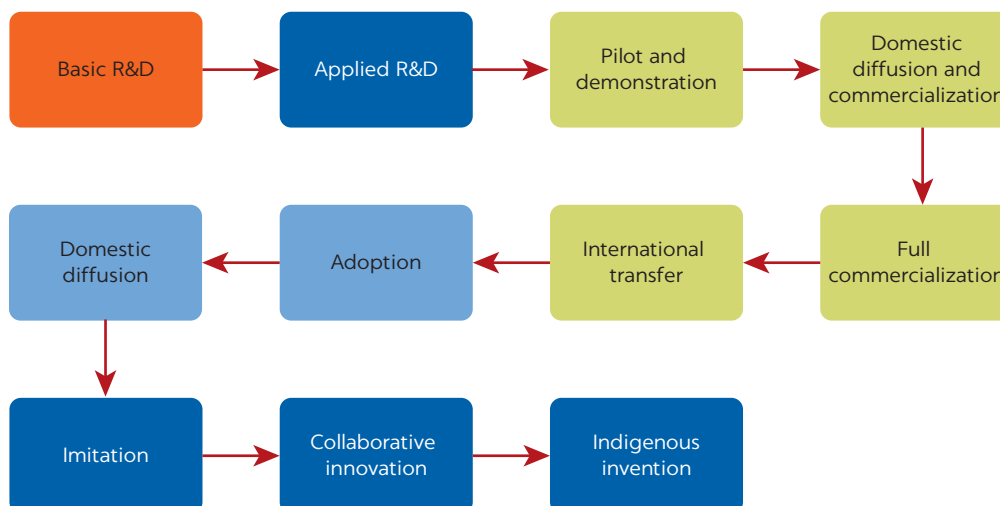 Basic R&D
Applied R&D
Pilot and
demonstration
Domestic
diffusion and
commercialization
Domestic
diffusion
Adoption
International
transfer
Full
commercialization
Imitation
Collaborative
innovation
Indigenous
invention